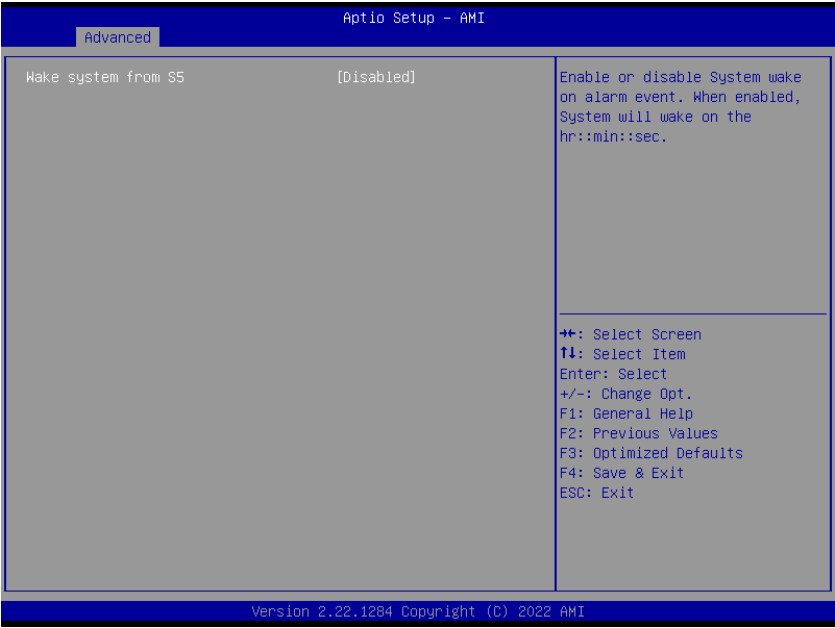 Aptio Setup - AMI
Advanced
Wake system from S5 [Disabled]
Enable or disable System wake
on alarm event. When enabled,
System will wake on the
hr::min::sec.
→←: Select Screen
↑↓: Select Item
Enter: Select
+/-: Change Opt.
F1: General Help
F2: Previous Values
F3: Optimized Defaults
F4: Save & Exit
ESC: Exit
Version 2.22.1284 Copyright (C) 2022 AMI